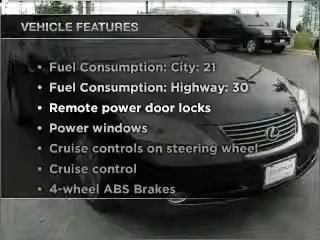 VEHICLE FEATURES
• Fuel Consumption: City: 21
• Fuel Consumption: Highway: 30
• Remote power door locks
• Power windows
• Cruise controls on steering wheel
• Cruise control
• 4-wheel ABS Brakes